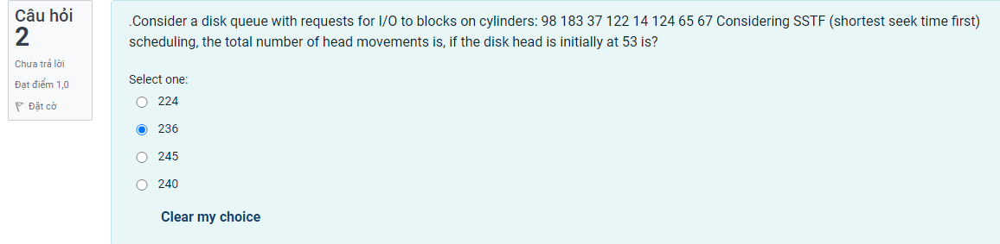 Câu hỏi
2
Chưa trả lời
Đạt điểm 1,0
Đặt cờ
.Consider a disk queue with requests for I/O to blocks on cylinders: 98 183 37 122 14 124 65 67 Considering SSTF (shortest seek time first)
scheduling, the total number of head movements is, if the disk head is initially at 53 is?
Select one:
224
236
245
240
Clear my choice